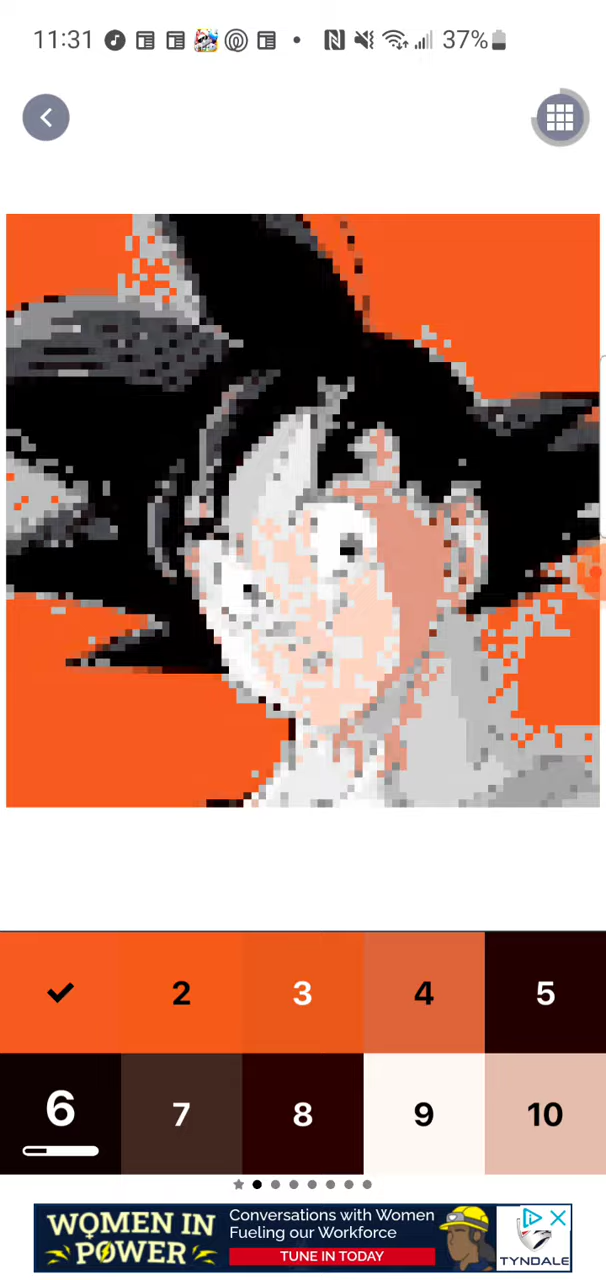 11:31 37%
2 3 4 5
6 7 8 9 10
WOMEN IN
POWER
Conversations with Women
Fueling our Workforce
TUNE IN TODAY
TYNDALE